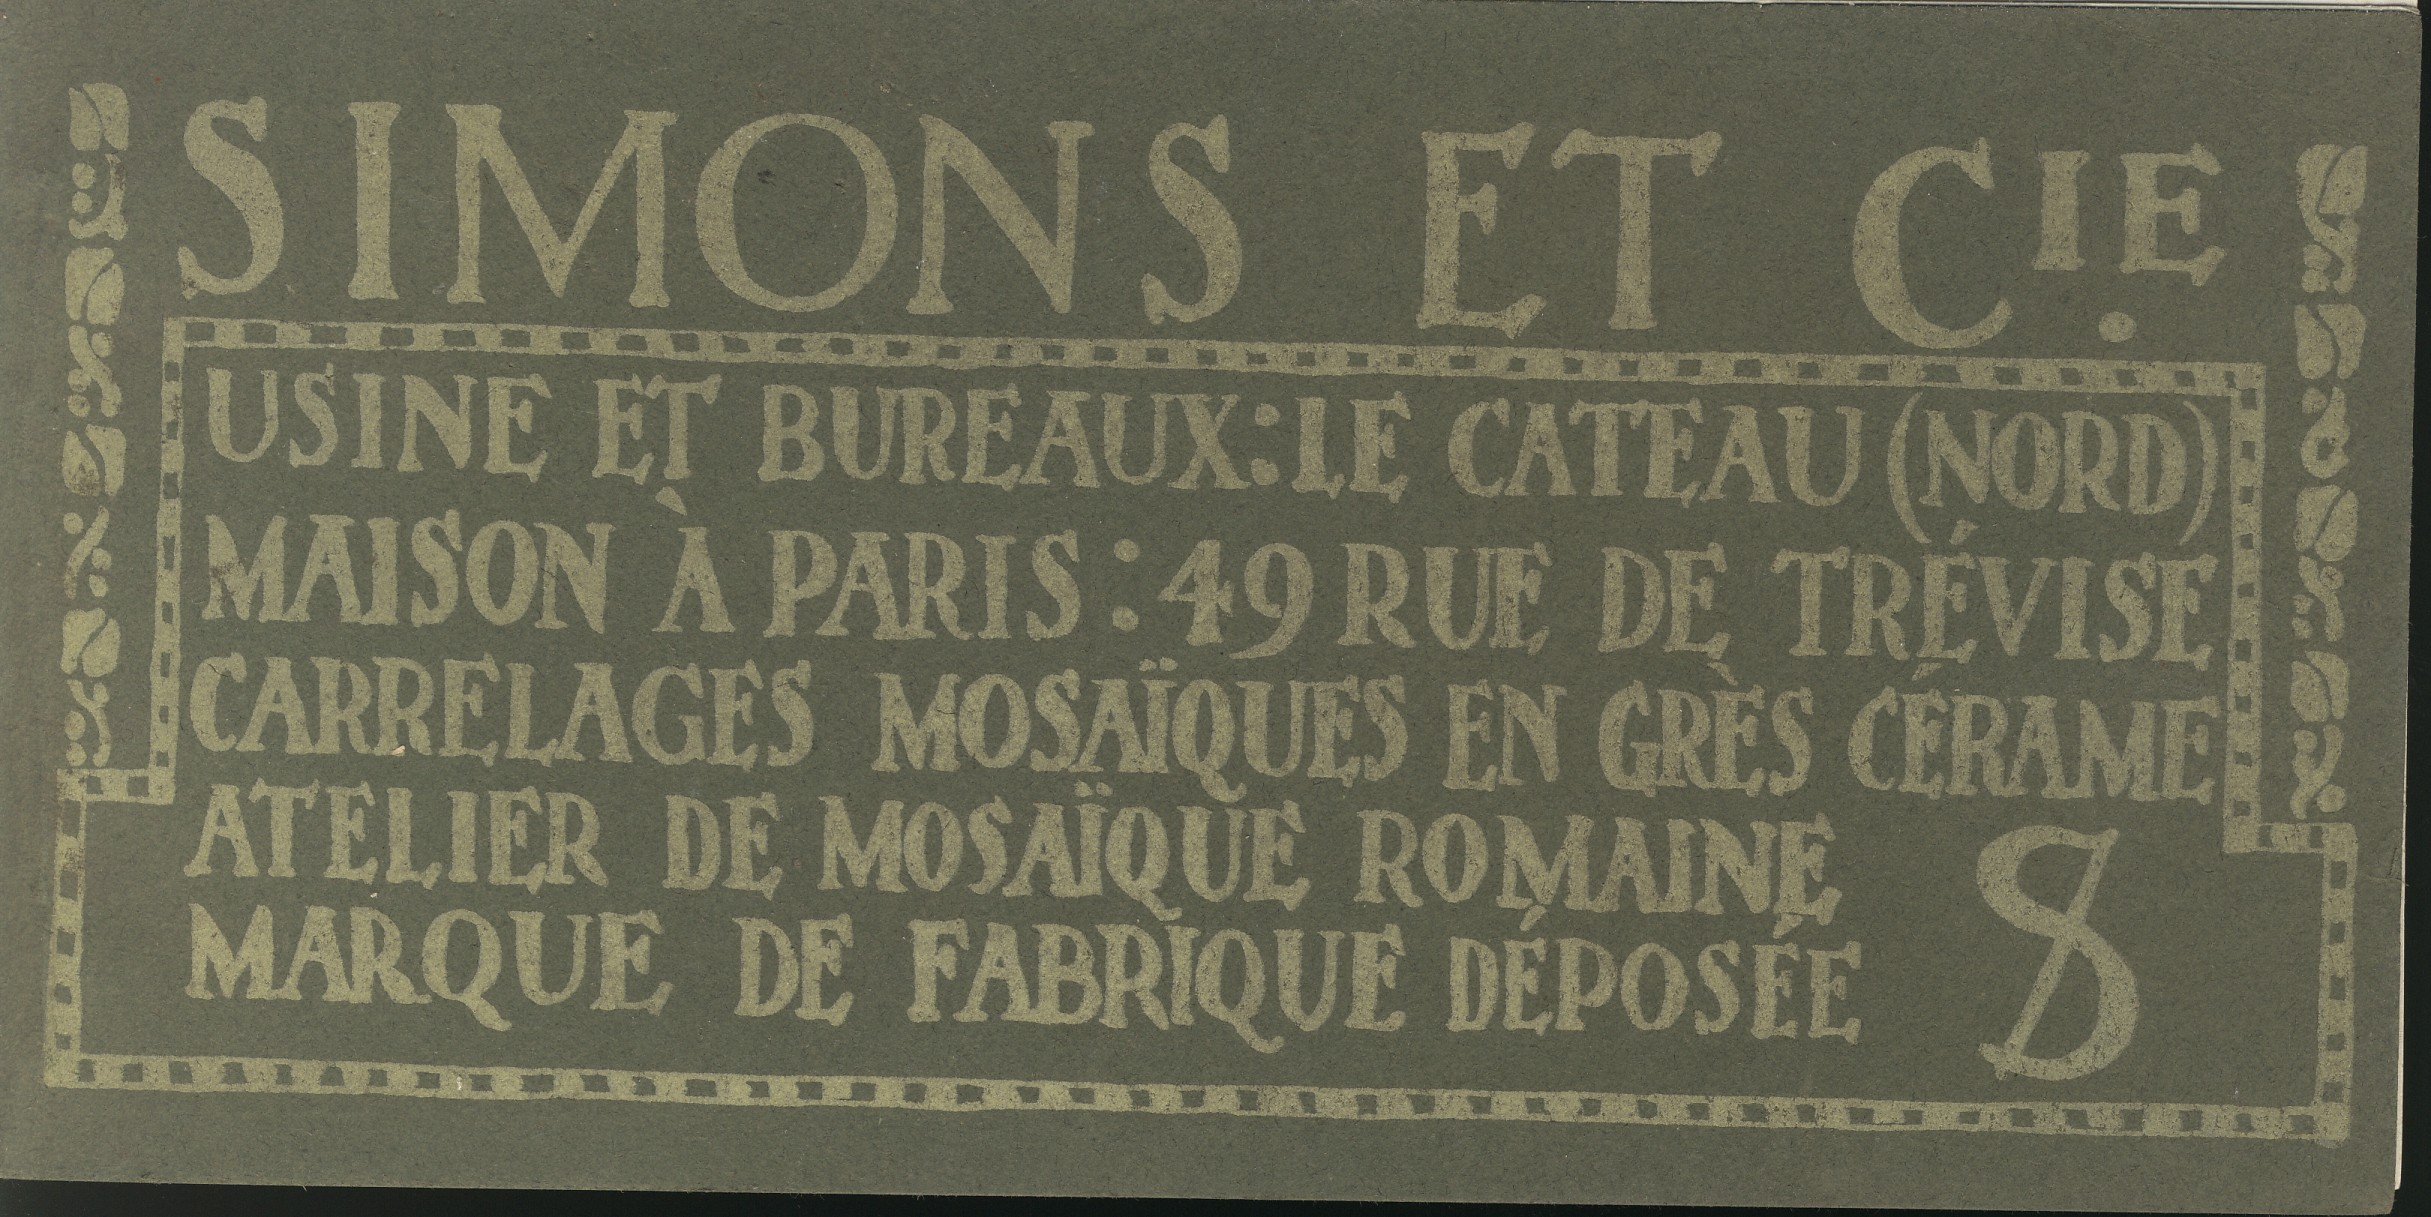 SIMONS ET CIE.
USINE ET BUREAUX: LE CATEAU (NORD)
MAISON À PARIS: 49 RUE DE TRÉVISE
CARRELAGES MOSAÏQUES EN GRÈS CÉRAME
ATELIER DE MOSAÏQUE ROMAINE
MARQUE DE FABRIQUE DÉPOSÉE
S